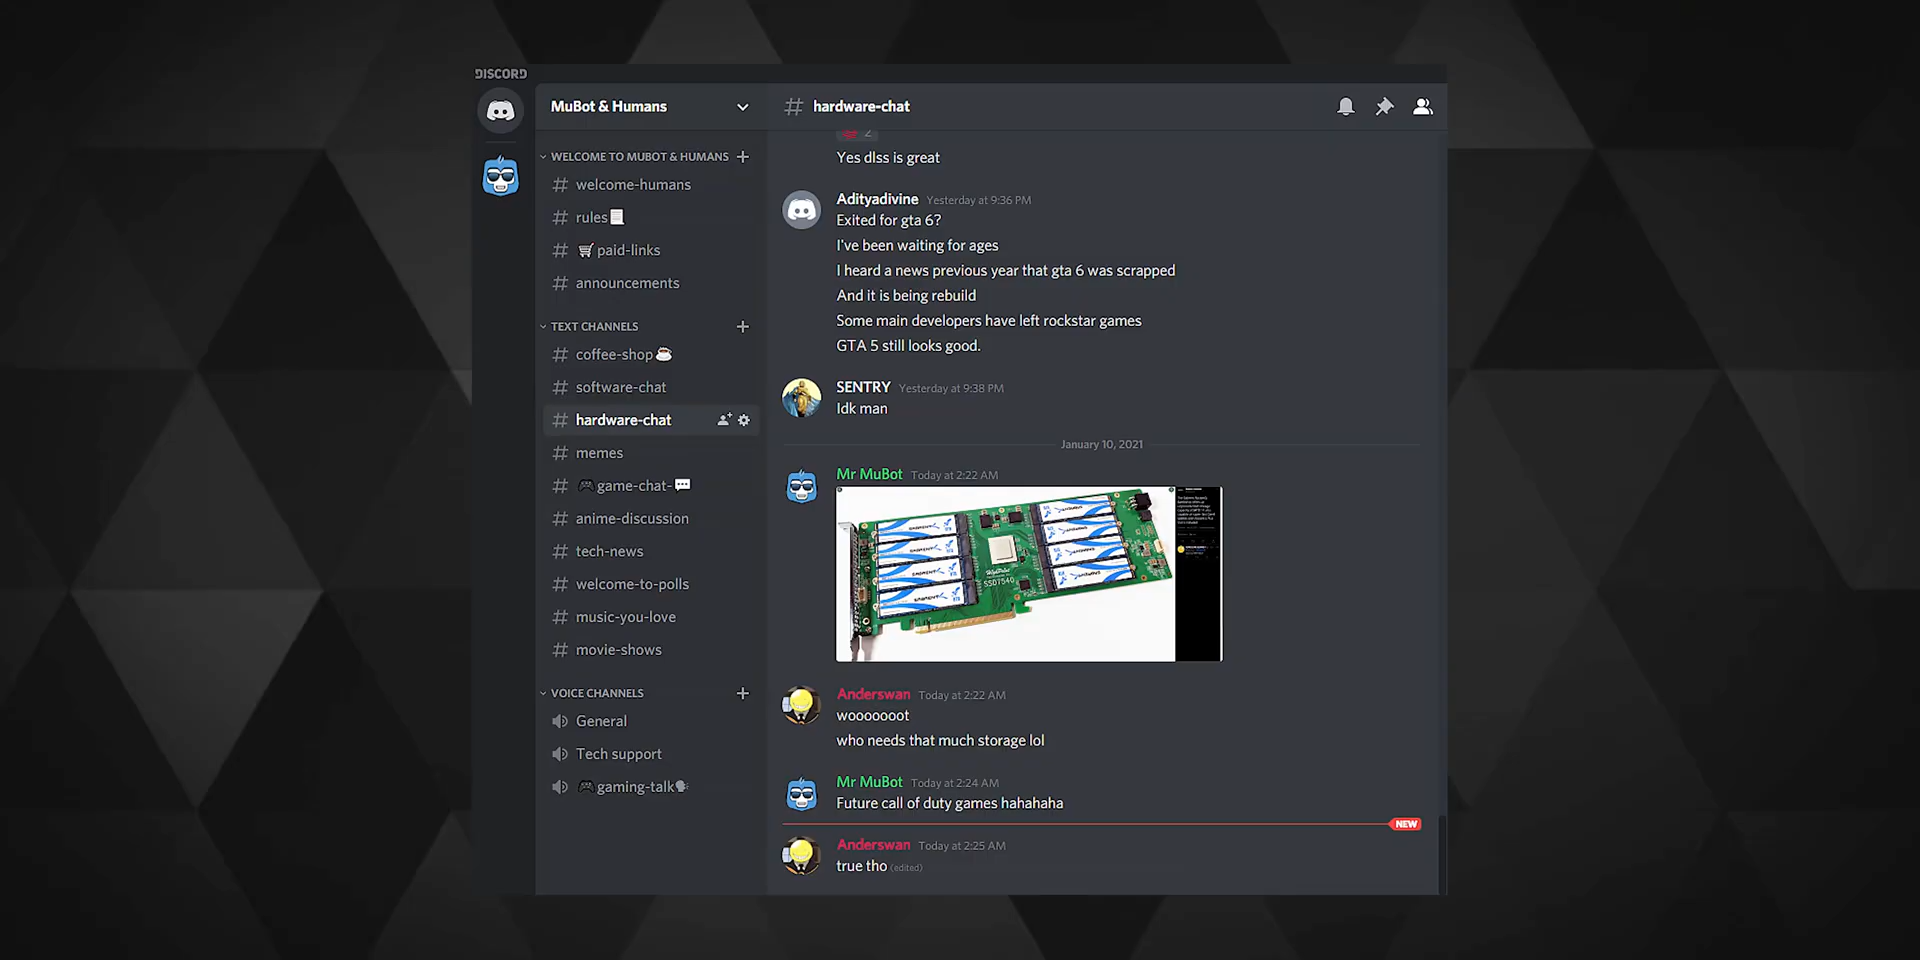 DISCORD
MuBot & Humans
WELCOME TO MUBOT & HUMANS
welcome-humans
rules
paid-links
announcements
TEXT CHANNELS
coffee-shop
software-chat
hardware-chat
memes
game-chat-
anime-discussion
tech-news
welcome-to-polls
music-you-love
movie-shows
VOICE CHANNELS
General
Tech support
gaming-talk
# hardware-chat
2
Yes dlss is great
Adityadivine Yesterday at 9:36 PM
Exited for gta 6?
I've been waiting for ages
I heard a news previous year that gta 6 was scrapped
And it is being rebuild
Some main developers have left rockstar games
GTA 5 still looks good.
SENTRY Yesterday at 9:38 PM
Idk man
January 10, 2021
Mr MuBot Today at 2:22 AM
SABRENT
SSD7540
Anderswan Today at 2:22 AM
wooooooot
who needs that much storage lol
Mr MuBot Today at 2:24 AM
Future call of duty games hahahaha
NEW
Anderswan Today at 2:25 AM
true tho (edited)